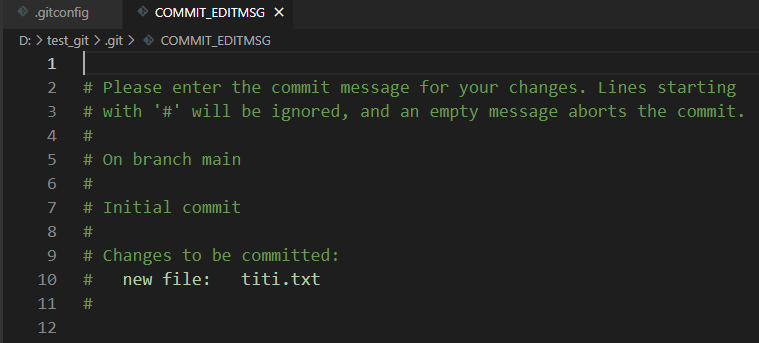 .gitconfig COMMIT_EDITMSG ×
D: > test_git > .git > COMMIT_EDITMSG
1
2 # Please enter the commit message for your changes. Lines starting
3 # with '#' will be ignored, and an empty message aborts the commit.
4 #
5 # On branch main
6 #
7 # Initial commit
8 #
9 # Changes to be committed:
10 #   new file:   titi.txt
11 #
12